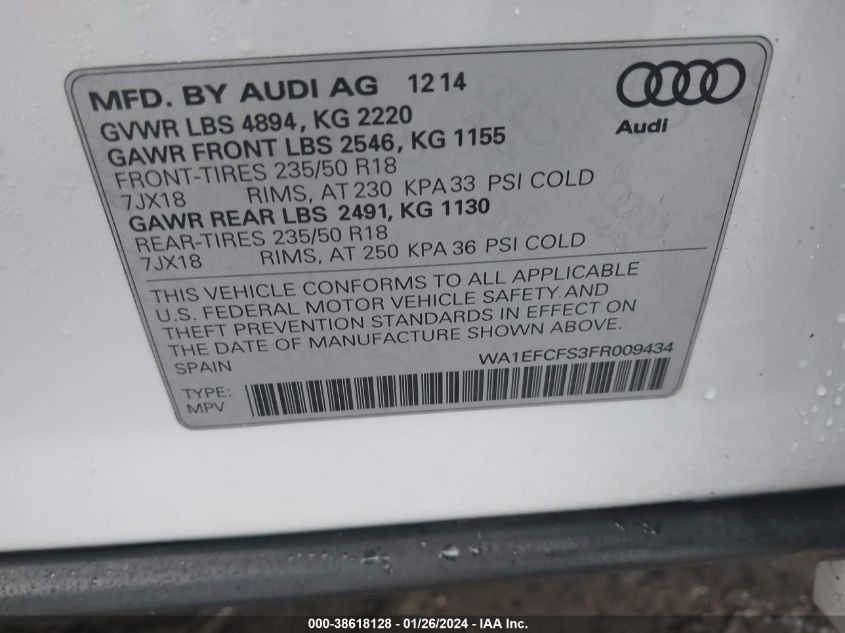 MFD. BY AUDI AG 12 14
Audi
GVWR LBS 4894, KG 2220
GAWR FRONT LBS 2546, KG 1155
FRONT-TIRES 235/50 R18
7JX18 RIMS, AT 230 KPA 33 PSI COLD
GAWR REAR LBS 2491, KG 1130
REAR-TIRES 235/50 R18
7JX18 RIMS, AT 250 KPA 36 PSI COLD
THIS VEHICLE CONFORMS TO ALL APPLICABLE
U.S. FEDERAL MOTOR VEHICLE SAFETY AND
THEFT PREVENTION STANDARDS IN EFFECT ON
THE DATE OF MANUFACTURE SHOWN ABOVE.
SPAIN WA1EFCFS3FR009434
TYPE:
MPV
000-38618128 - 01/26/2024 - IAA Inc.